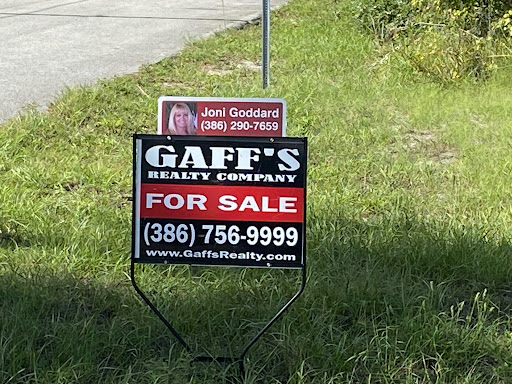 Joni Goddard
(386) 290-7659
GAFF'S
REALTY COMPANY
FOR SALE
(386) 756-9999
www.GaffsRealty.com